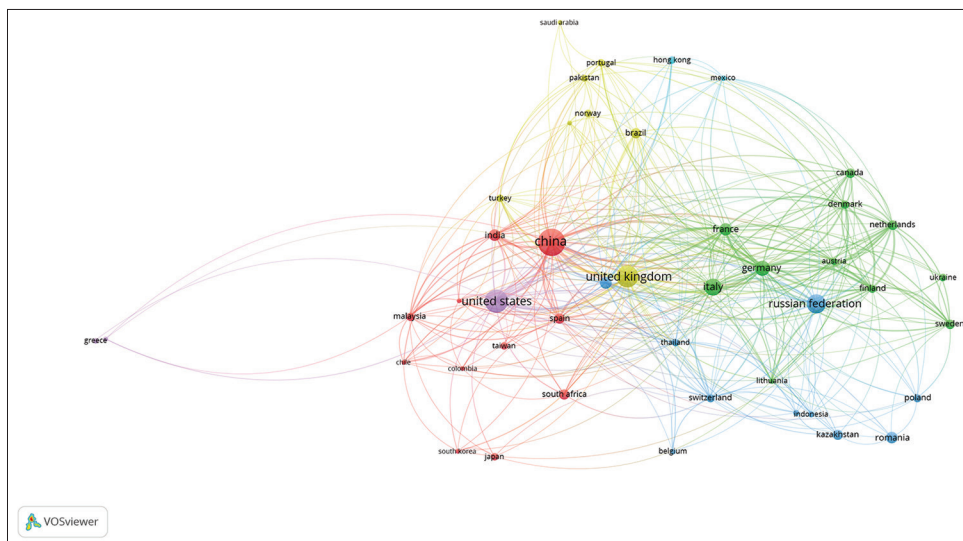 saudi arabia
portugal
hong kong
pakistan
mexico
norway
brazil
canada
turkey
denmark
netherlands
india
china
france
austria
germany
ukraine
united kingdom
italy
finland
united states
russian federation
malaysia
spain
sweden
greece
taiwan
thailand
chile
colombia
lithuania
south africa
switzerland
poland
indonesia
kazakhstan
romania
south korea
japan
belgium
VOSviewer